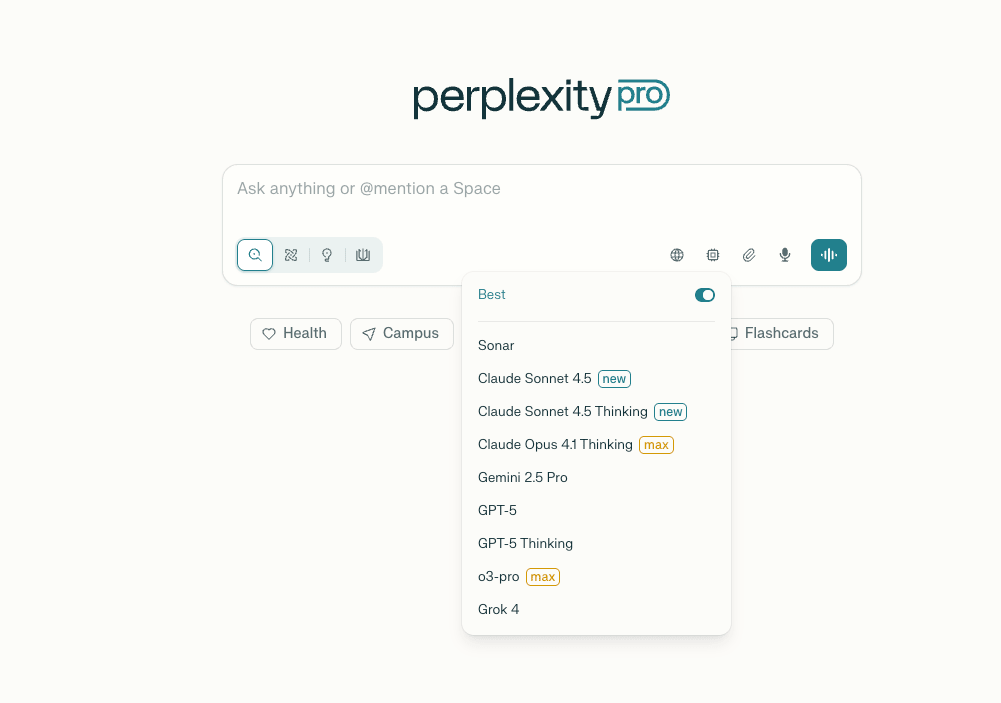 perplexity pro
Ask anything or @mention a Space
Best
Health
Campus
Flashcards
Sonar
Claude Sonnet 4.5 new
Claude Sonnet 4.5 Thinking new
Claude Opus 4.1 Thinking max
Gemini 2.5 Pro
GPT-5
GPT-5 Thinking
o3-pro max
Grok 4